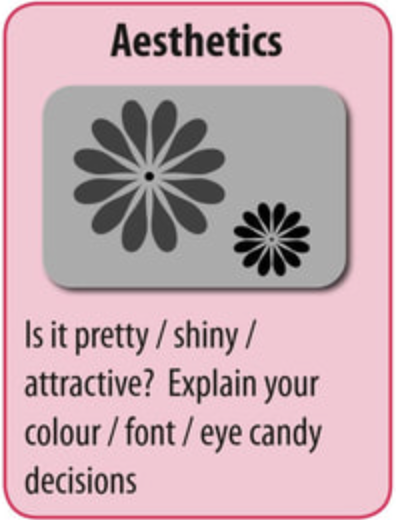 Aesthetics
Is it pretty / shiny /
attractive? Explain your
colour / font / eye candy
decisions